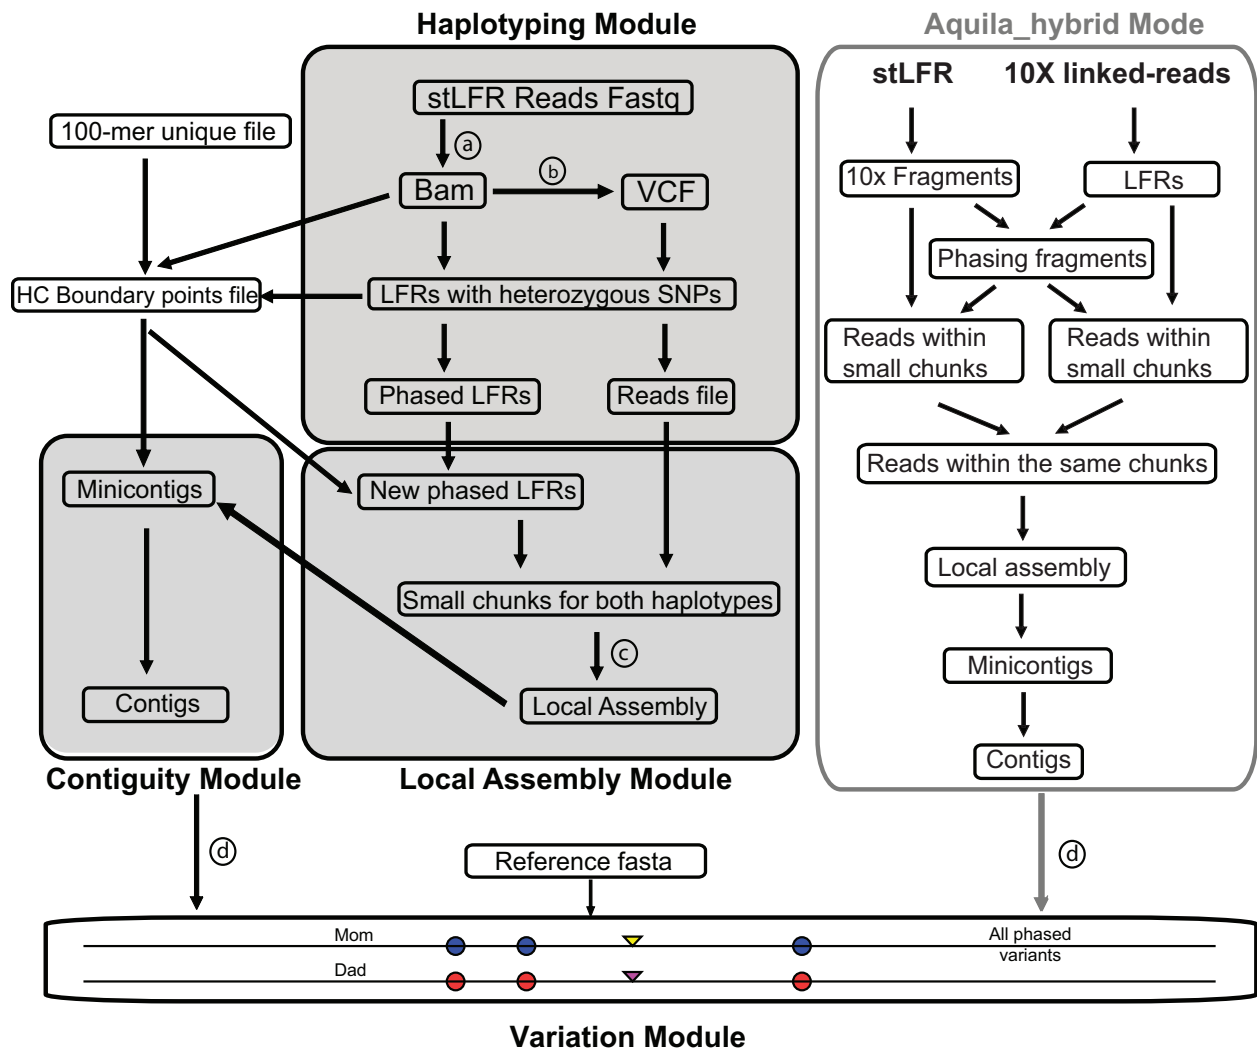 Haplotyping Module
Aquila_hybrid Mode
stLFR
10X linked-reads
stLFR Reads Fastq
100-mer unique file
a
b
Bam
VCF
10x Fragments
LFRs
Phasing fragments
HC Boundary points file
LFRs with heterozygous SNPs
Reads within
small chunks
Reads within
small chunks
Phased LFRs
Reads file
Reads within the same chunks
Minicontigs
New phased LFRs
Local assembly
Small chunks for both haplotypes
c
Minicontigs
Contigs
Local Assembly
Contigs
Contiguity Module
Local Assembly Module
d
d
Reference fasta
Mom
All phased
variants
Dad
Variation Module